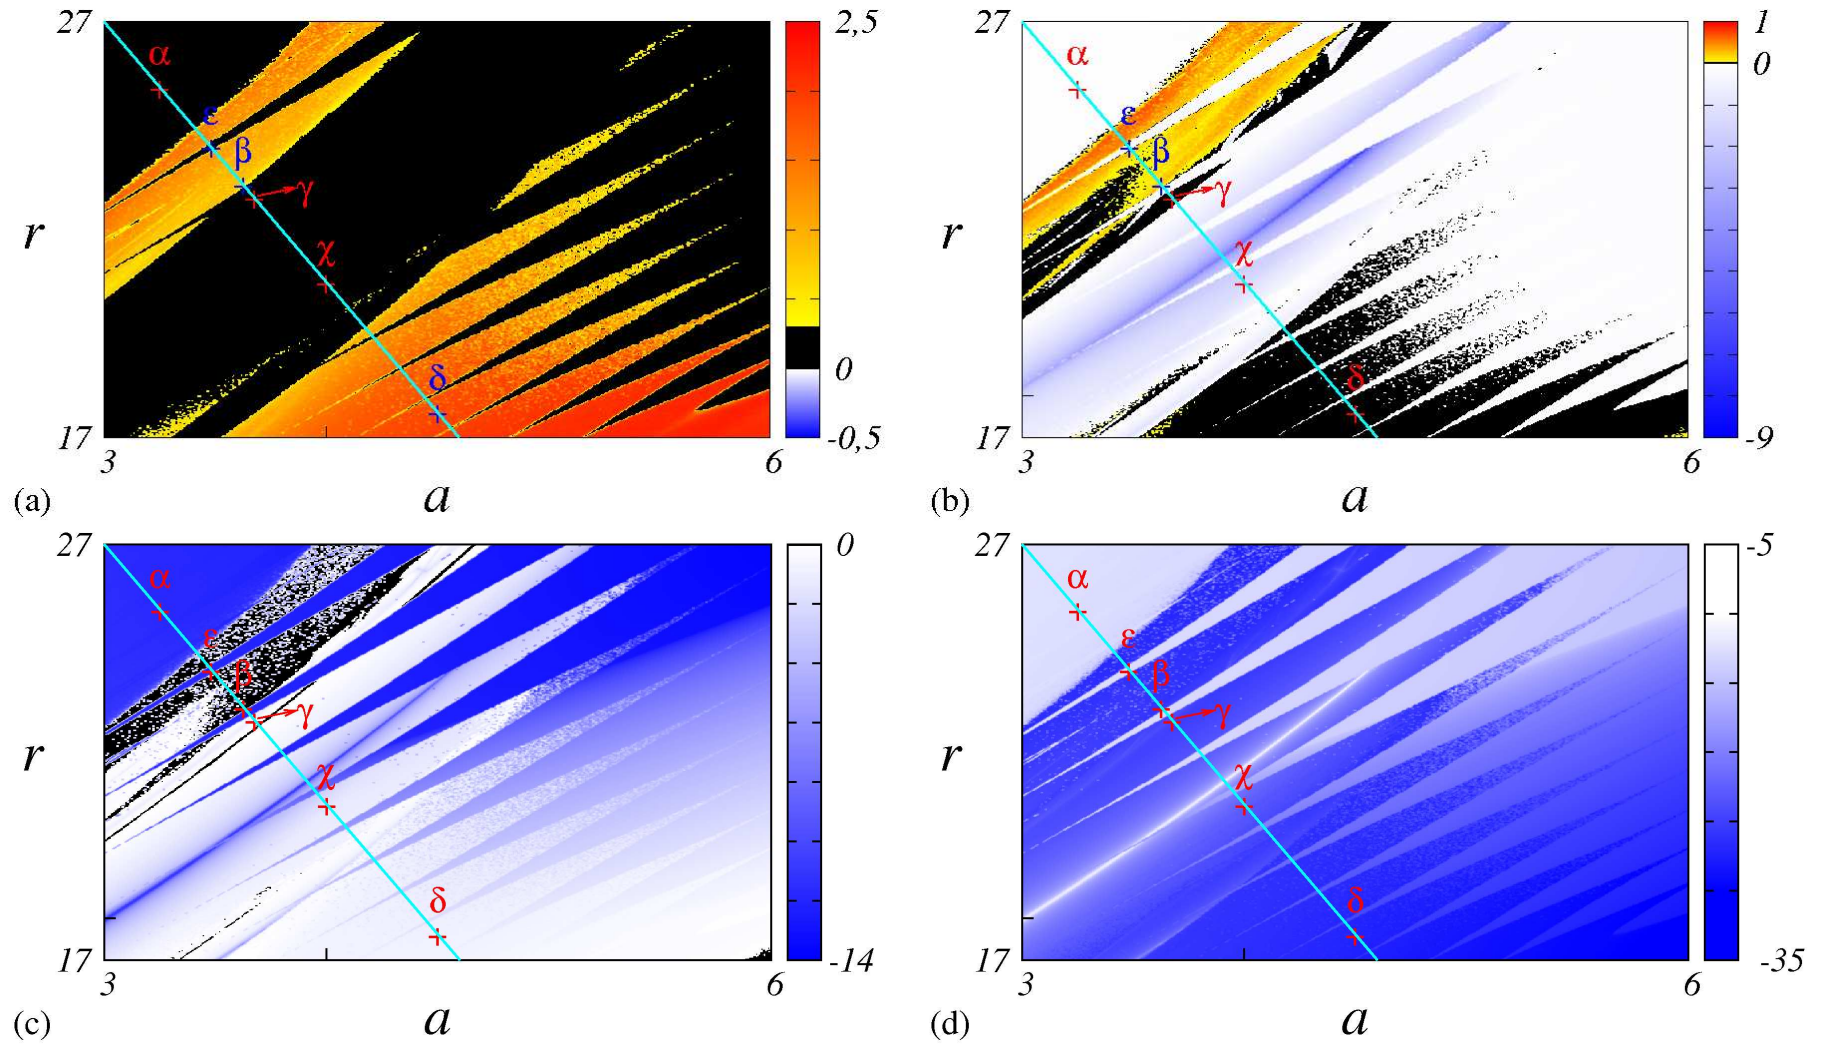 27
α
ε
β
γ
r
χ
δ
17
3
6
a
(a)
2,5
0
-0,5
27
α
ε
β
γ
r
χ
δ
17
3
6
a
(b)
1
0
-9
27
α
ε
β
γ
r
χ
δ
17
3
6
a
(c)
0
-14
27
α
ε
β
γ
r
χ
δ
17
3
6
a
(d)
-5
-35